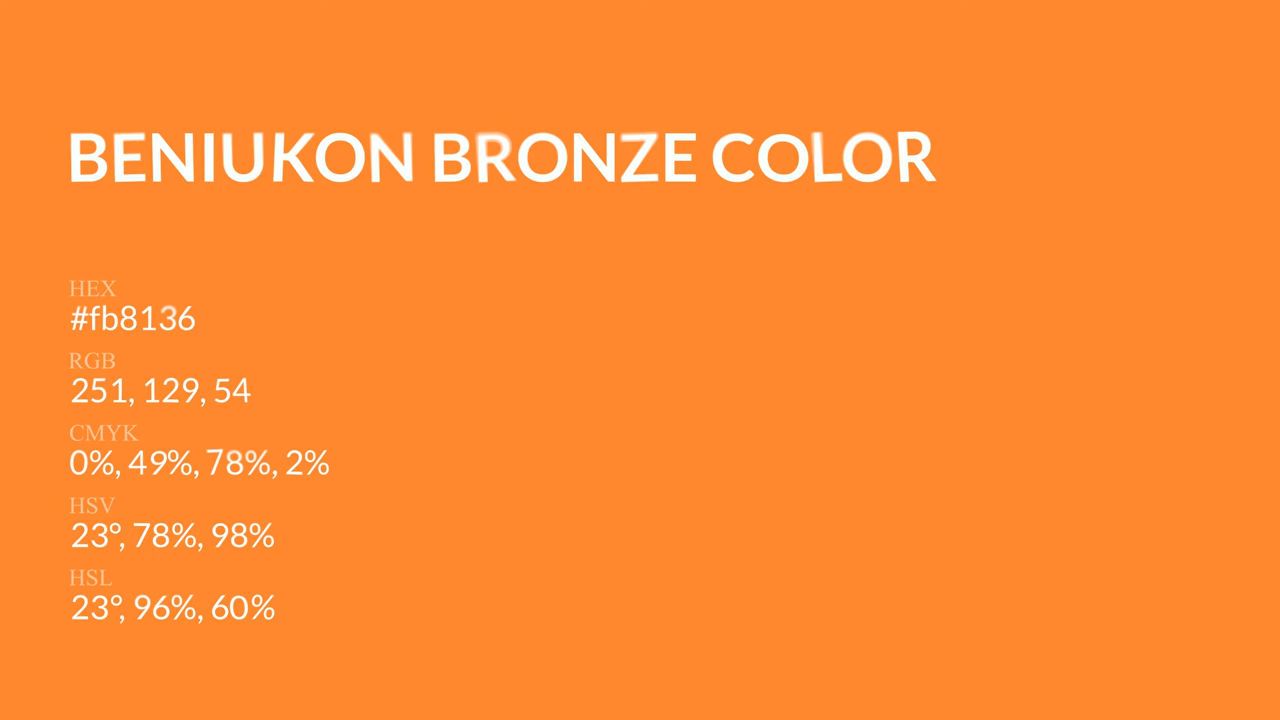 BENIUKON BRONZE COLOR
HEX
#fb8136
RGB
251, 129, 54
CMYK
0%, 49%, 78%, 2%
HSV
23°, 78%, 98%
HSL
23°, 96%, 60%